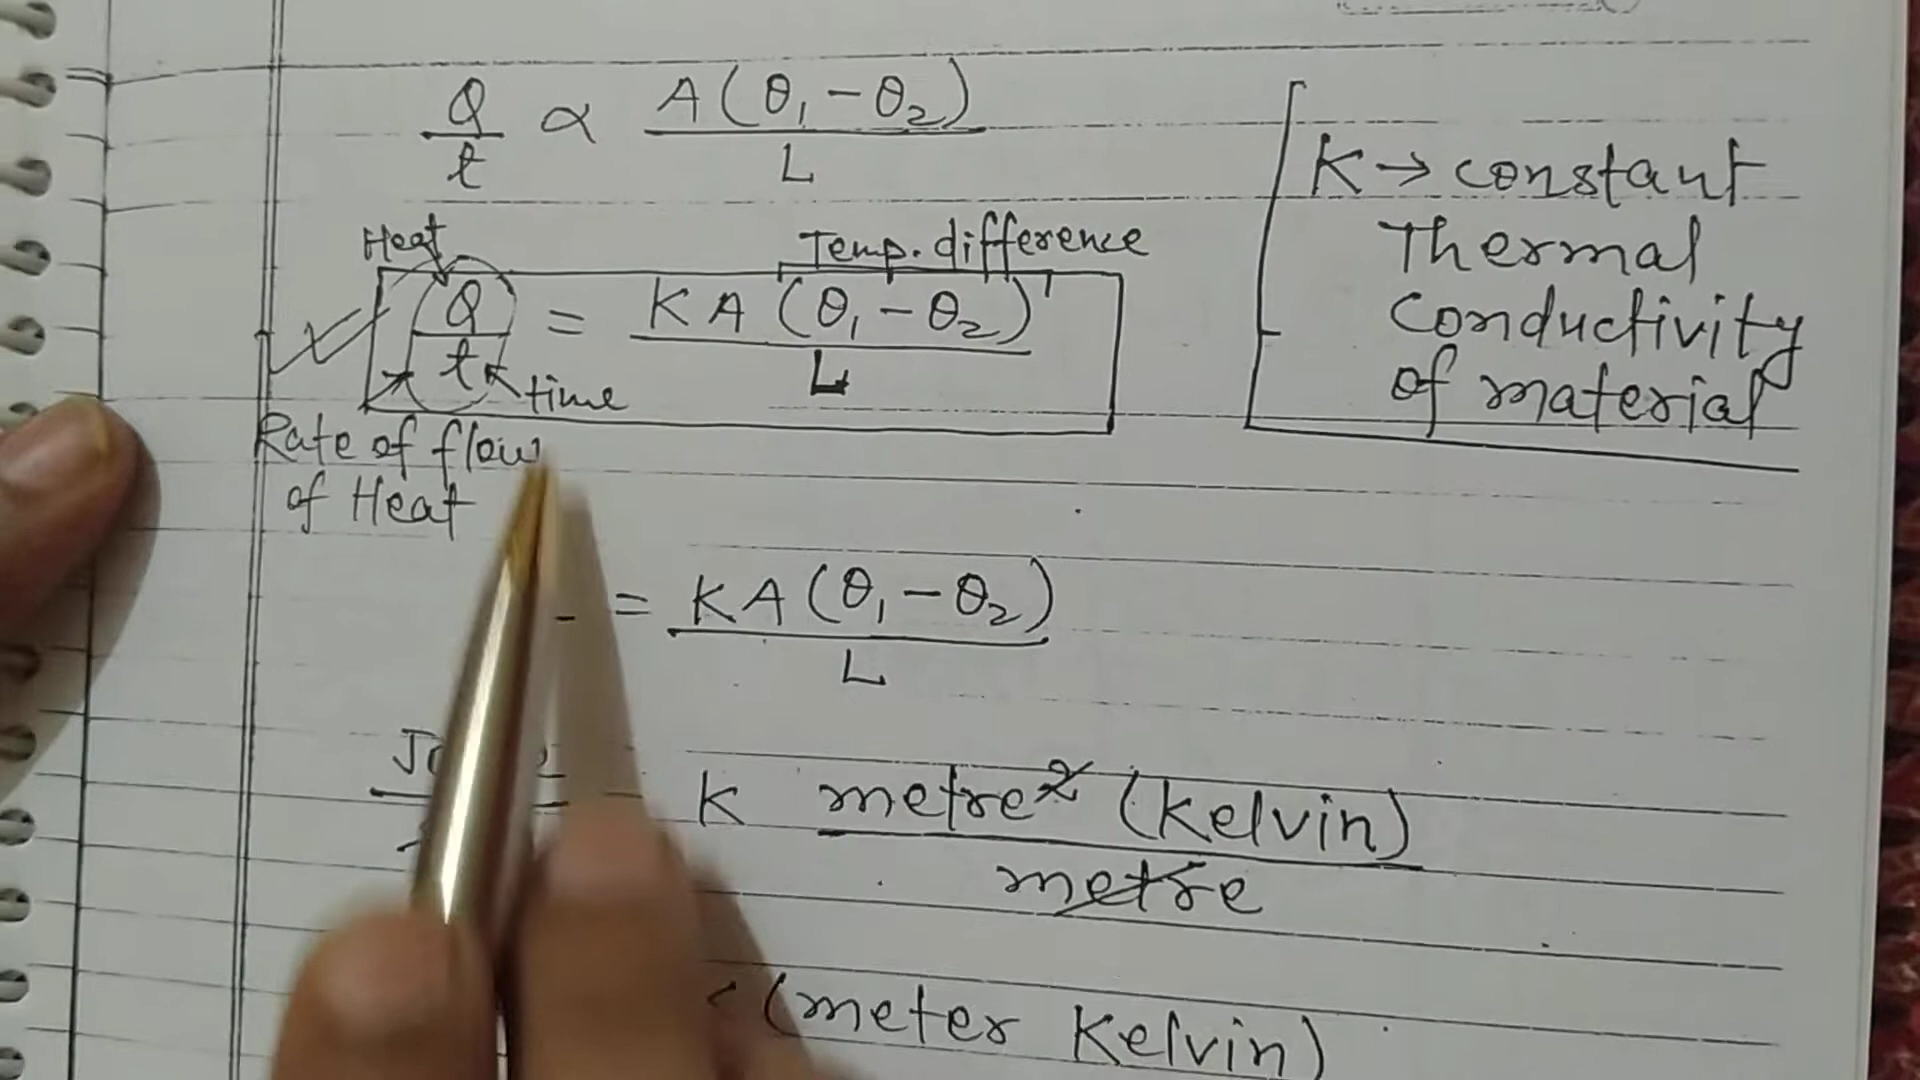 Q/t ∝ A(θ₁-θ₂)/L
K → constant
Thermal
Conductivity
of material
Heat
Temp. difference
Q/t = KA(θ₁-θ₂)/L
time
Rate of flow
of Heat
= KA(θ₁-θ₂)/L
K metre² (Kelvin)
metre
(meter Kelvin)